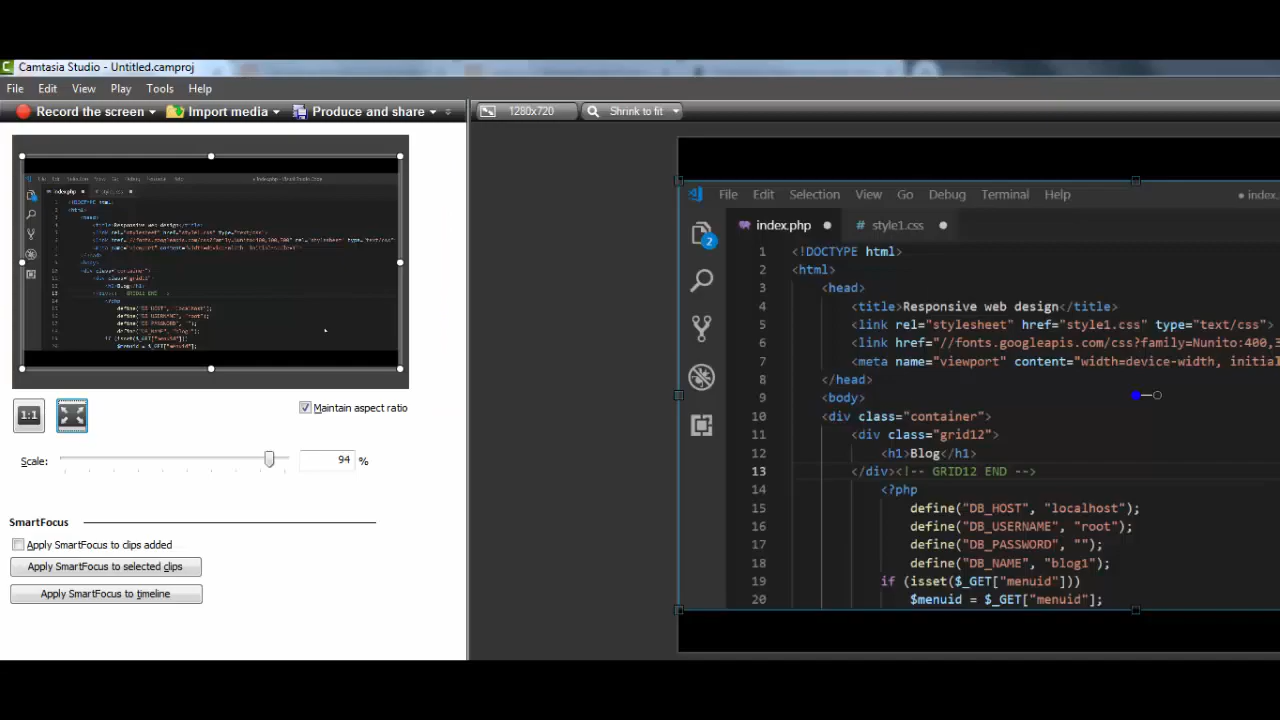 Camtasia Studio - Untitled.camproj
File Edit View Play Tools Help
Record the screen Import media Produce and share
1280x720 Shrink to fit
1:1
Maintain aspect ratio
Scale: 94 %
SmartFocus
Apply SmartFocus to clips added
Apply SmartFocus to selected clips
Apply SmartFocus to timeline
File Edit Selection View Go Debug Terminal Help ● index.
index.php ● # style1.css ●
2
1 <!DOCTYPE html>
2 <html>
3 <head>
4 <title>Responsive web design</title>
5 <link rel="stylesheet" href="style1.css" type="text/css">
6 <link href="//fonts.googleapis.com/css?family=Nunito:400,3
7 <meta name="viewport" content="width=device-width, initial
8 </head>
9 <body>
10 <div class="container">
11 <div class="grid12">
12 <h1>Blog</h1>
13 </div><!-- GRID12 END -->
14 <?php
15 define("DB_HOST", "localhost");
16 define("DB_USERNAME", "root");
17 define("DB_PASSWORD", "");
18 define("DB_NAME", "blog1");
19 if (isset($_GET["menuid"]))
20 $menuid = $_GET["menuid"];